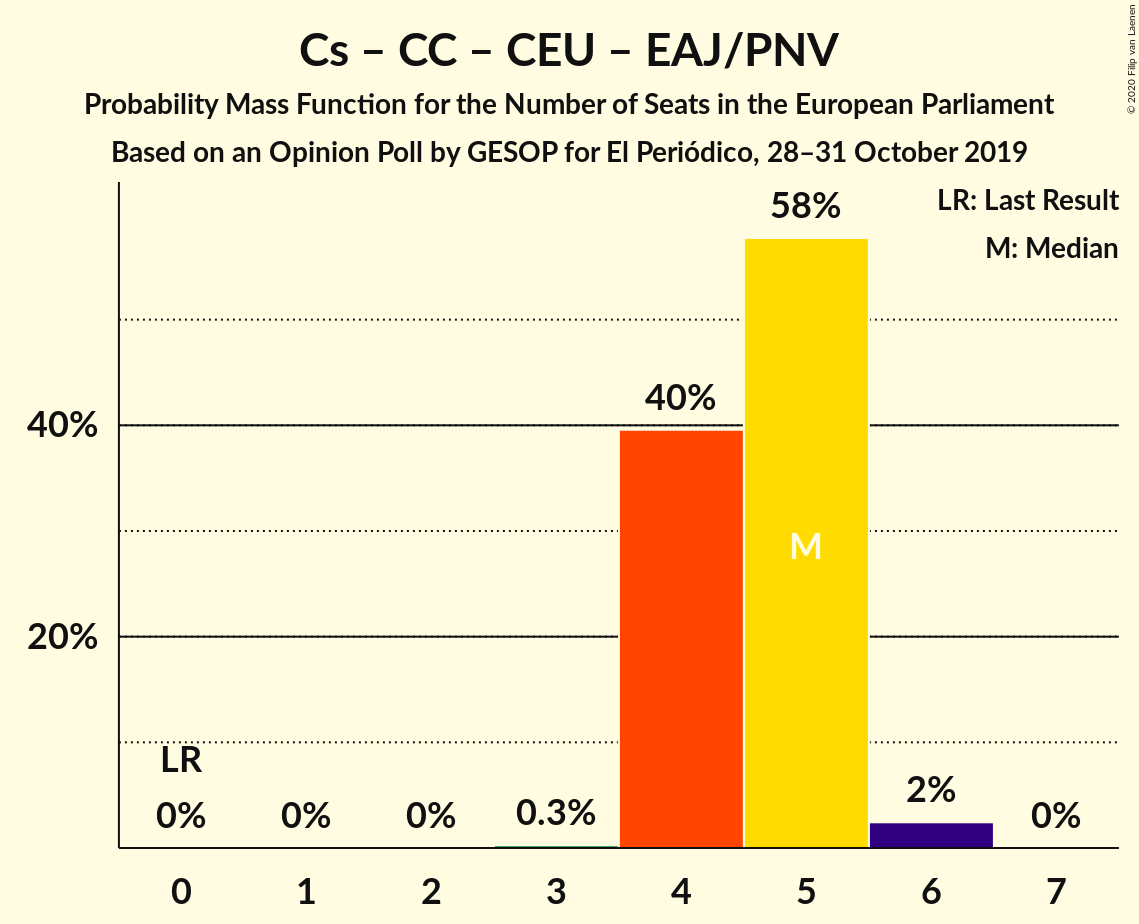 Cs – CC – CEU – EAJ/PNV
Probability Mass Function for the Number of Seats in the European Parliament
Based on an Opinion Poll by GESOP for El Periódico, 28–31 October 2019
© 2020 Filip van Laenen
LR: Last Result
M: Median
58%
40%
40%
M
20%
LR
0%
0%
0%
0.3%
2%
0%
0 1 2 3 4 5 6 7